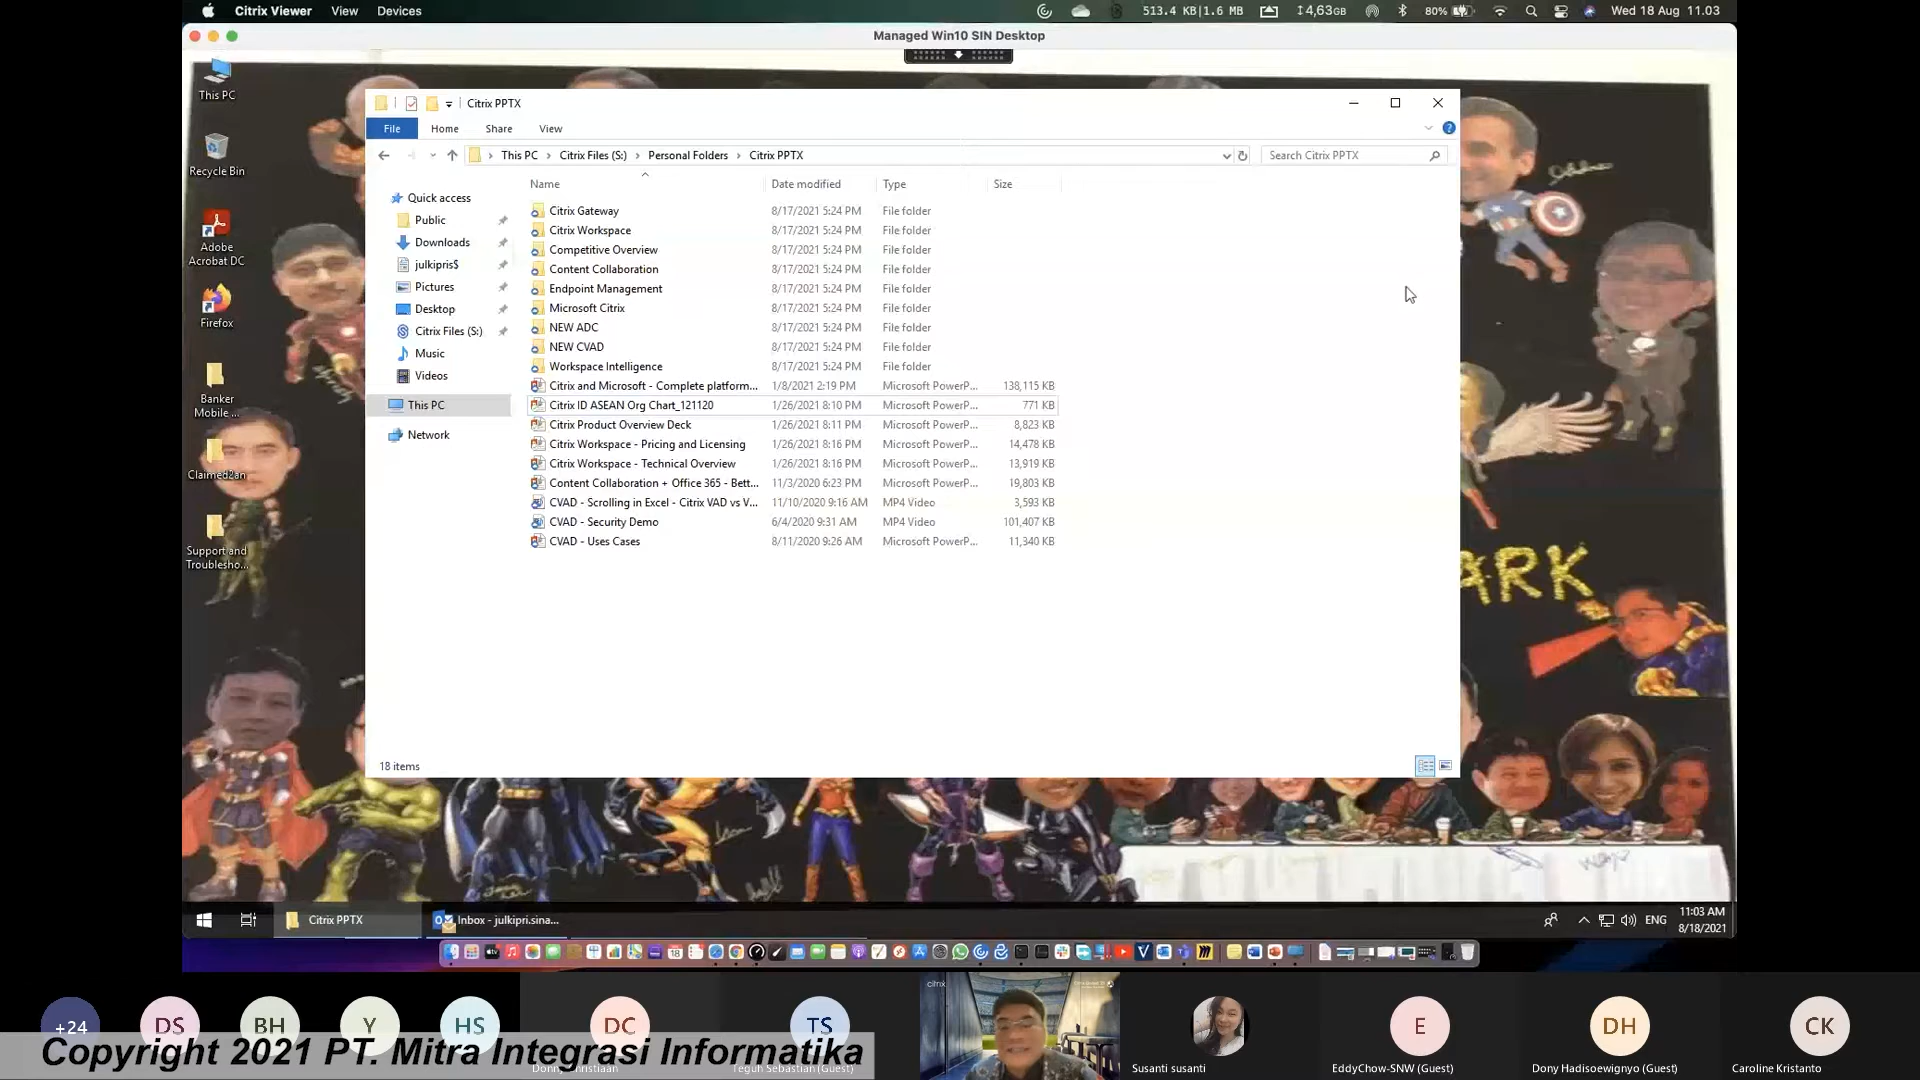 Citrix Viewer View Devices
513.4 KB|1.6 MB 4,63GB 80% Wed 18 Aug 11.03
Managed Win10 SIN Desktop
This PC
Recycle Bin
Adobe
Acrobat DC
Firefox
Banker
Mobile ...
Claimed2an
Support and
Troublesho...
Citrix PPTX
File Home Share View
This PC > Citrix Files (S:) > Personal Folders > Citrix PPTX
Search Citrix PPTX
Quick access
Public
Downloads
julkipris$
Pictures
Desktop
Citrix Files (S:)
Music
Videos
This PC
Network
Name Date modified Type Size
Citrix Gateway 8/17/2021 5:24 PM File folder
Citrix Workspace 8/17/2021 5:24 PM File folder
Competitive Overview 8/17/2021 5:24 PM File folder
Content Collaboration 8/17/2021 5:24 PM File folder
Endpoint Management 8/17/2021 5:24 PM File folder
Microsoft Citrix 8/17/2021 5:24 PM File folder
NEW ADC 8/17/2021 5:24 PM File folder
NEW CVAD 8/17/2021 5:24 PM File folder
Workspace Intelligence 8/17/2021 5:24 PM File folder
Citrix and Microsoft - Complete platform... 1/8/2021 2:19 PM Microsoft PowerP... 138,115 KB
Citrix ID ASEAN Org Chart_121120 1/26/2021 8:10 PM Microsoft PowerP... 771 KB
Citrix Product Overview Deck 1/26/2021 8:11 PM Microsoft PowerP... 8,823 KB
Citrix Workspace - Pricing and Licensing 1/26/2021 8:16 PM Microsoft PowerP... 14,478 KB
Citrix Workspace - Technical Overview 1/26/2021 8:16 PM Microsoft PowerP... 13,919 KB
Content Collaboration + Office 365 - Bett... 11/3/2020 6:23 PM Microsoft PowerP... 19,803 KB
CVAD - Scrolling in Excel - Citrix VAD vs V... 11/10/2020 9:16 AM MP4 Video 3,593 KB
CVAD - Security Demo 6/4/2020 9:31 AM MP4 Video 101,407 KB
CVAD - Uses Cases 8/11/2020 9:26 AM Microsoft PowerP... 11,340 KB
18 items
ARK
Citrix PPTX
Inbox - julkipri.sina...
ENG
11:03 AM
8/18/2021
citrix
+24 DS BH Y HS DC TS E DH CK
Copyright 2021 PT. Mitra Integrasi Informatika
Teguh Sebastian (Guest)
Susanti susanti
EddyChow-SNW (Guest)
Dony Hadisoewignyo (Guest)
Caroline Kristanto